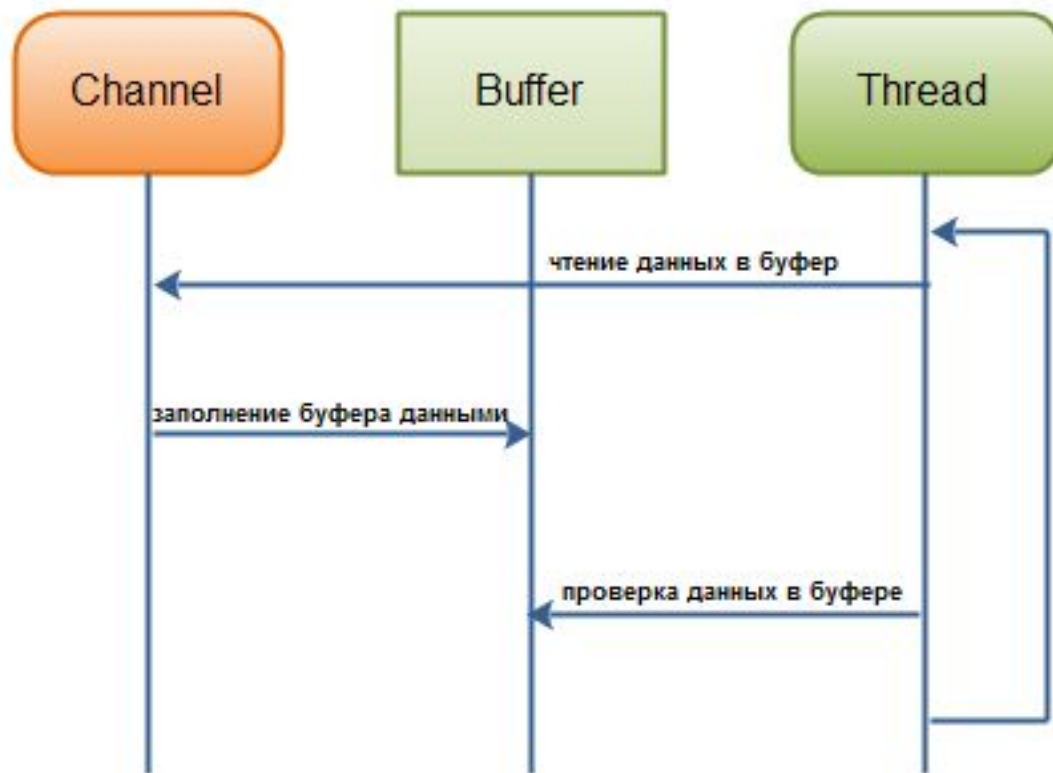 Channel
Buffer
Thread
чтение данных в буфер
заполнение буфера данными
проверка данных в буфере